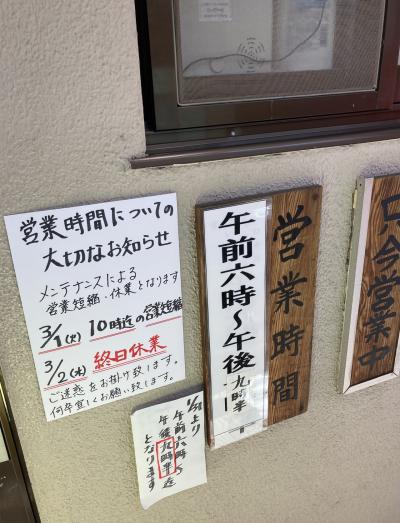 営業時間についての
大切なお知らせ
メンテナンスによる
営業短縮・休業となります
3/1(火) 10時迄の営業短縮
3/2(水) 終日休業
ご迷惑をお掛け致します。
何卒宜しくお願い致します。
営業時間
午前六時〜午後九時半
只今営業中
より
午前六時〜
午後九時半迄
となります